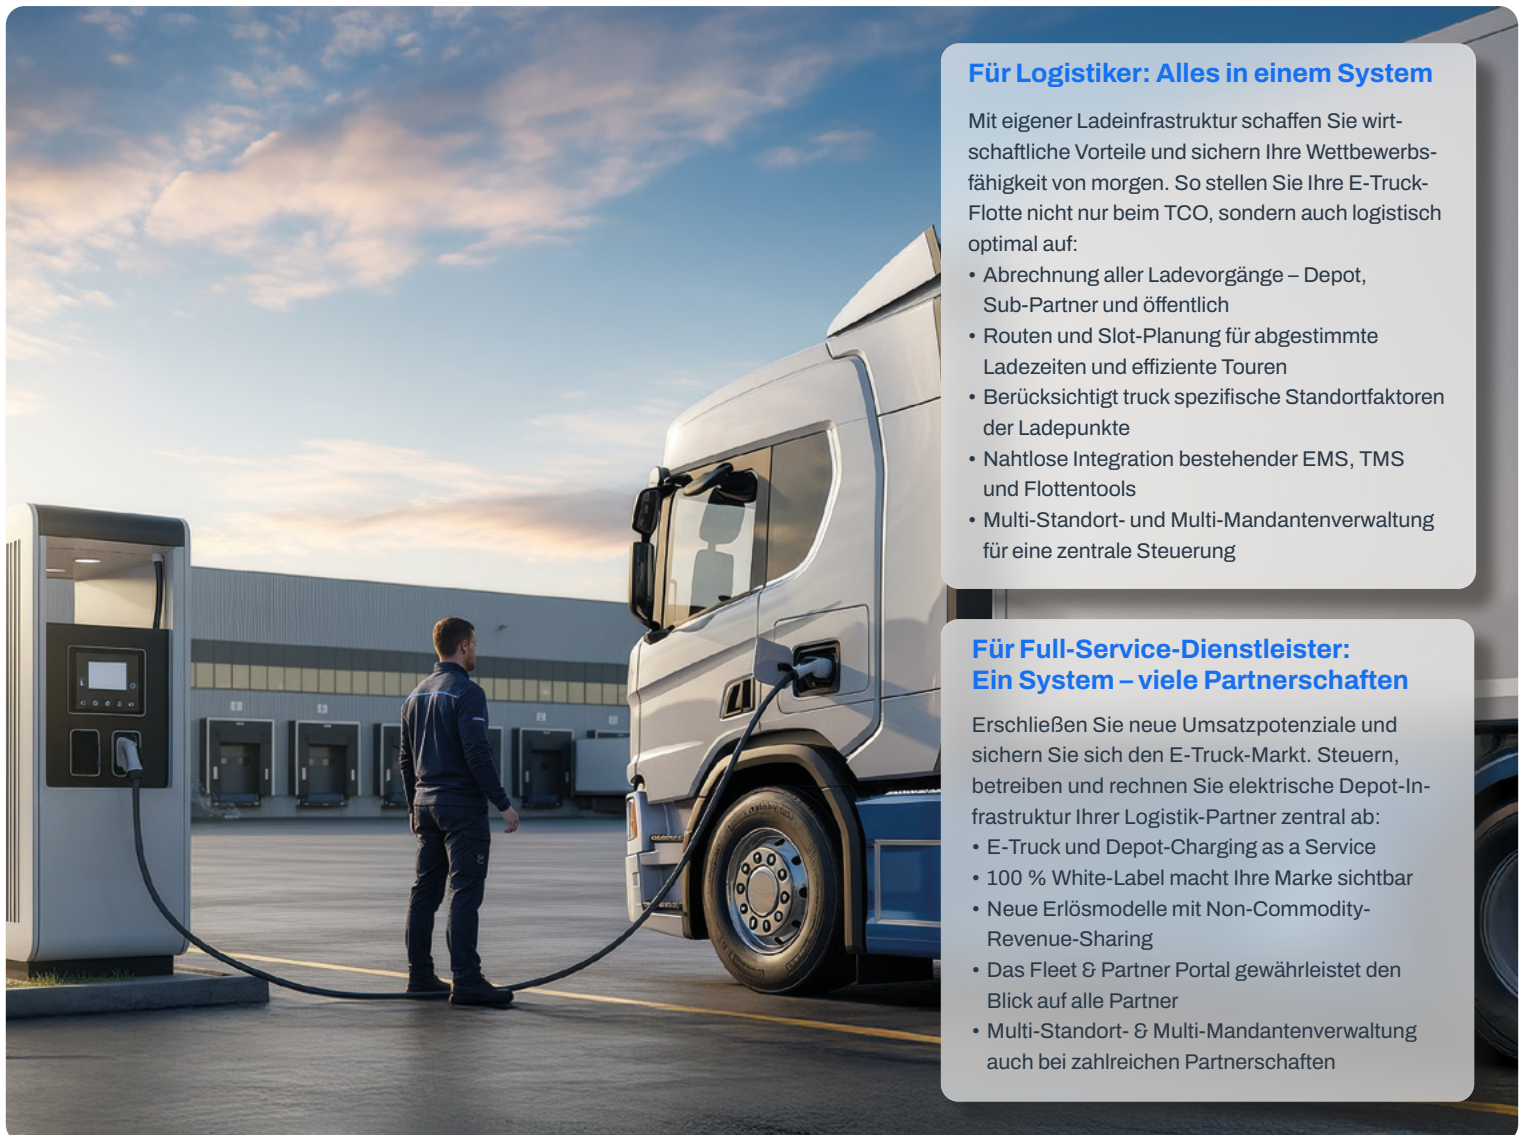 Für Logistiker: Alles in einem System
Mit eigener Ladeinfrastruktur schaffen Sie wirt-
schaftliche Vorteile und sichern Ihre Wettbewerbs-
fähigkeit von morgen. So stellen Sie Ihre E-Truck-
Flotte nicht nur beim TCO, sondern auch logistisch
optimal auf:
• Abrechnung aller Ladevorgänge – Depot,
Sub-Partner und öffentlich
• Routen und Slot-Planung für abgestimmte
Ladezeiten und effiziente Touren
• Berücksichtigt truck spezifische Standortfaktoren
der Ladepunkte
• Nahtlose Integration bestehender EMS, TMS
und Flottentools
• Multi-Standort- und Multi-Mandantenverwaltung
für eine zentrale Steuerung
Für Full-Service-Dienstleister:
Ein System – viele Partnerschaften
Erschließen Sie neue Umsatzpotenziale und
sichern Sie sich den E-Truck-Markt. Steuern,
betreiben und rechnen Sie elektrische Depot-In-
frastruktur Ihrer Logistik-Partner zentral ab:
• E-Truck und Depot-Charging as a Service
• 100 % White-Label macht Ihre Marke sichtbar
• Neue Erlösmodelle mit Non-Commodity-
Revenue-Sharing
• Das Fleet & Partner Portal gewährleistet den
Blick auf alle Partner
• Multi-Standort- & Multi-Mandantenverwaltung
auch bei zahlreichen Partnerschaften